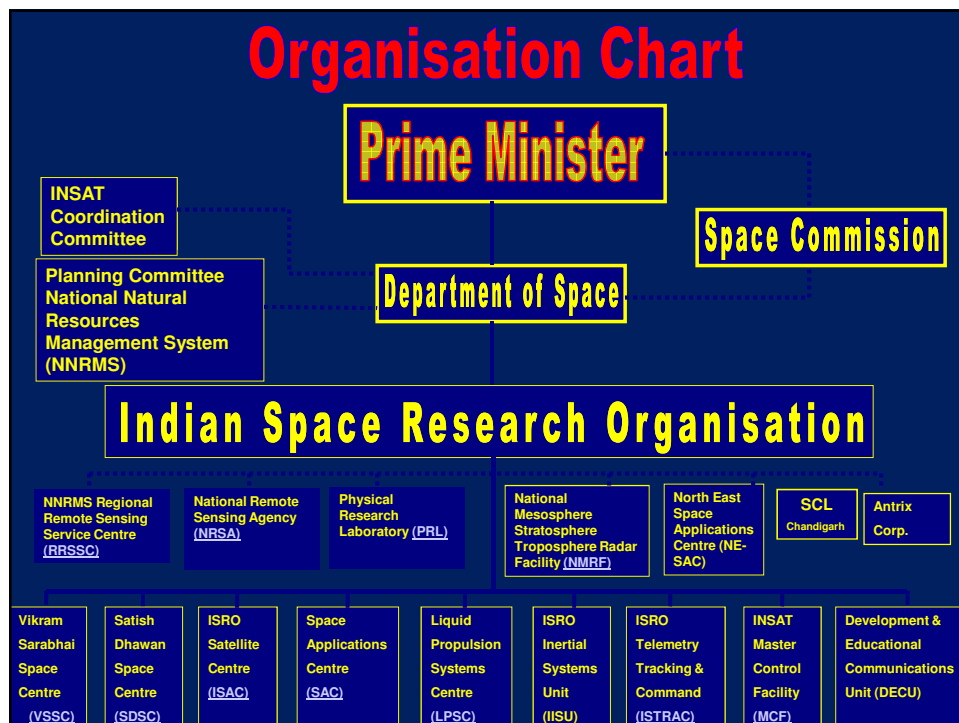 Organisation Chart
Prime Minister
INSAT
Coordination
Committee
Space Commission
Planning Committee
National Natural
Resources
Management System
(NNRMS)
Department of Space
Indian Space Research Organisation
NNRMS Regional
Remote Sensing
Service Centre
(RRSSC)
National Remote
Sensing Agency
(NRSA)
Physical
Research
Laboratory (PRL)
National
Mesosphere
Stratosphere
Troposphere Radar
Facility (NMRF)
North East
Space
Applications
Centre (NE-
SAC)
SCL
Chandigarh
Antrix
Corp.
Vikram
Sarabhai
Space
Centre
(VSSC)
Satish
Dhawan
Space
Centre
(SDSC)
ISRO
Satellite
Centre
(ISAC)
Space
Applications
Centre
(SAC)
Liquid
Propulsion
Systems
Centre
(LPSC)
ISRO
Inertial
Systems
Unit
(IISU)
ISRO
Telemetry
Tracking &
Command
(ISTRAC)
INSAT
Master
Control
Facility
(MCF)
Development &
Educational
Communications
Unit (DECU)